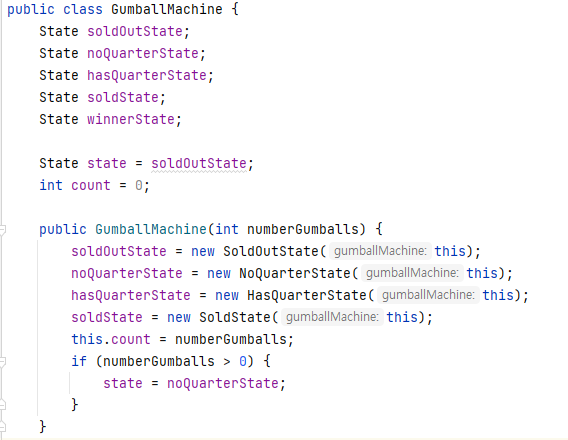 public class GumballMachine {
    State soldOutState;
    State noQuarterState;
    State hasQuarterState;
    State soldState;
    State winnerState;

    State state = soldOutState;
    int count = 0;

    public GumballMachine(int numberGumballs) {
        soldOutState = new SoldOutState( gumballMachine: this);
        noQuarterState = new NoQuarterState( gumballMachine: this);
        hasQuarterState = new HasQuarterState( gumballMachine: this);
        soldState = new SoldState( gumballMachine: this);
        this.count = numberGumballs;
        if (numberGumballs > 0) {
            state = noQuarterState;
        }
    }